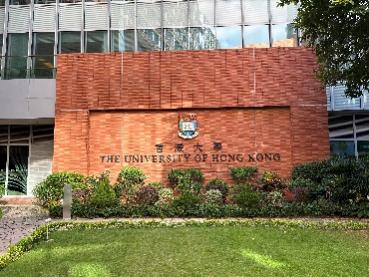 香港大學
THE UNIVERSITY OF HONG KONG